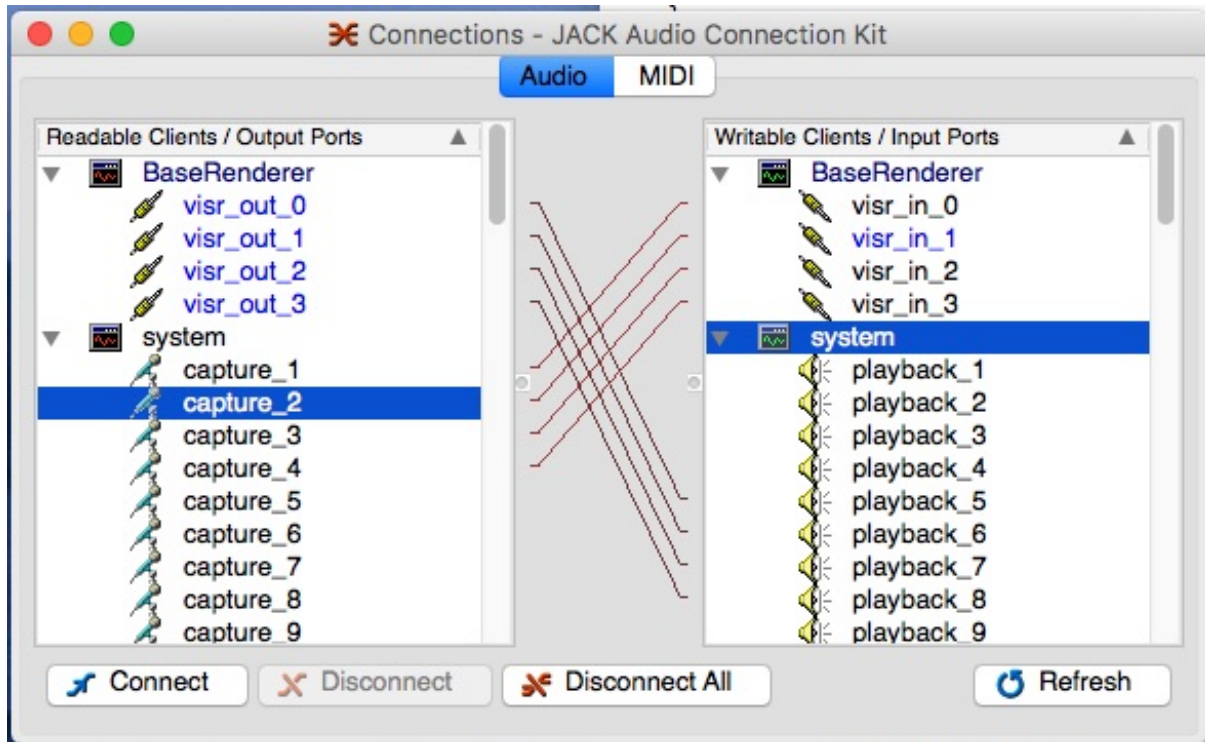 Connections - JACK Audio Connection Kit
Audio MIDI
Readable Clients / Output Ports
BaseRenderer
visr_out_0
visr_out_1
visr_out_2
visr_out_3
system
capture_1
capture_2
capture_3
capture_4
capture_5
capture_6
capture_7
capture_8
capture_9
Writable Clients / Input Ports
BaseRenderer
visr_in_0
visr_in_1
visr_in_2
visr_in_3
system
playback_1
playback_2
playback_3
playback_4
playback_5
playback_6
playback_7
playback_8
playback_9
Connect Disconnect Disconnect All Refresh